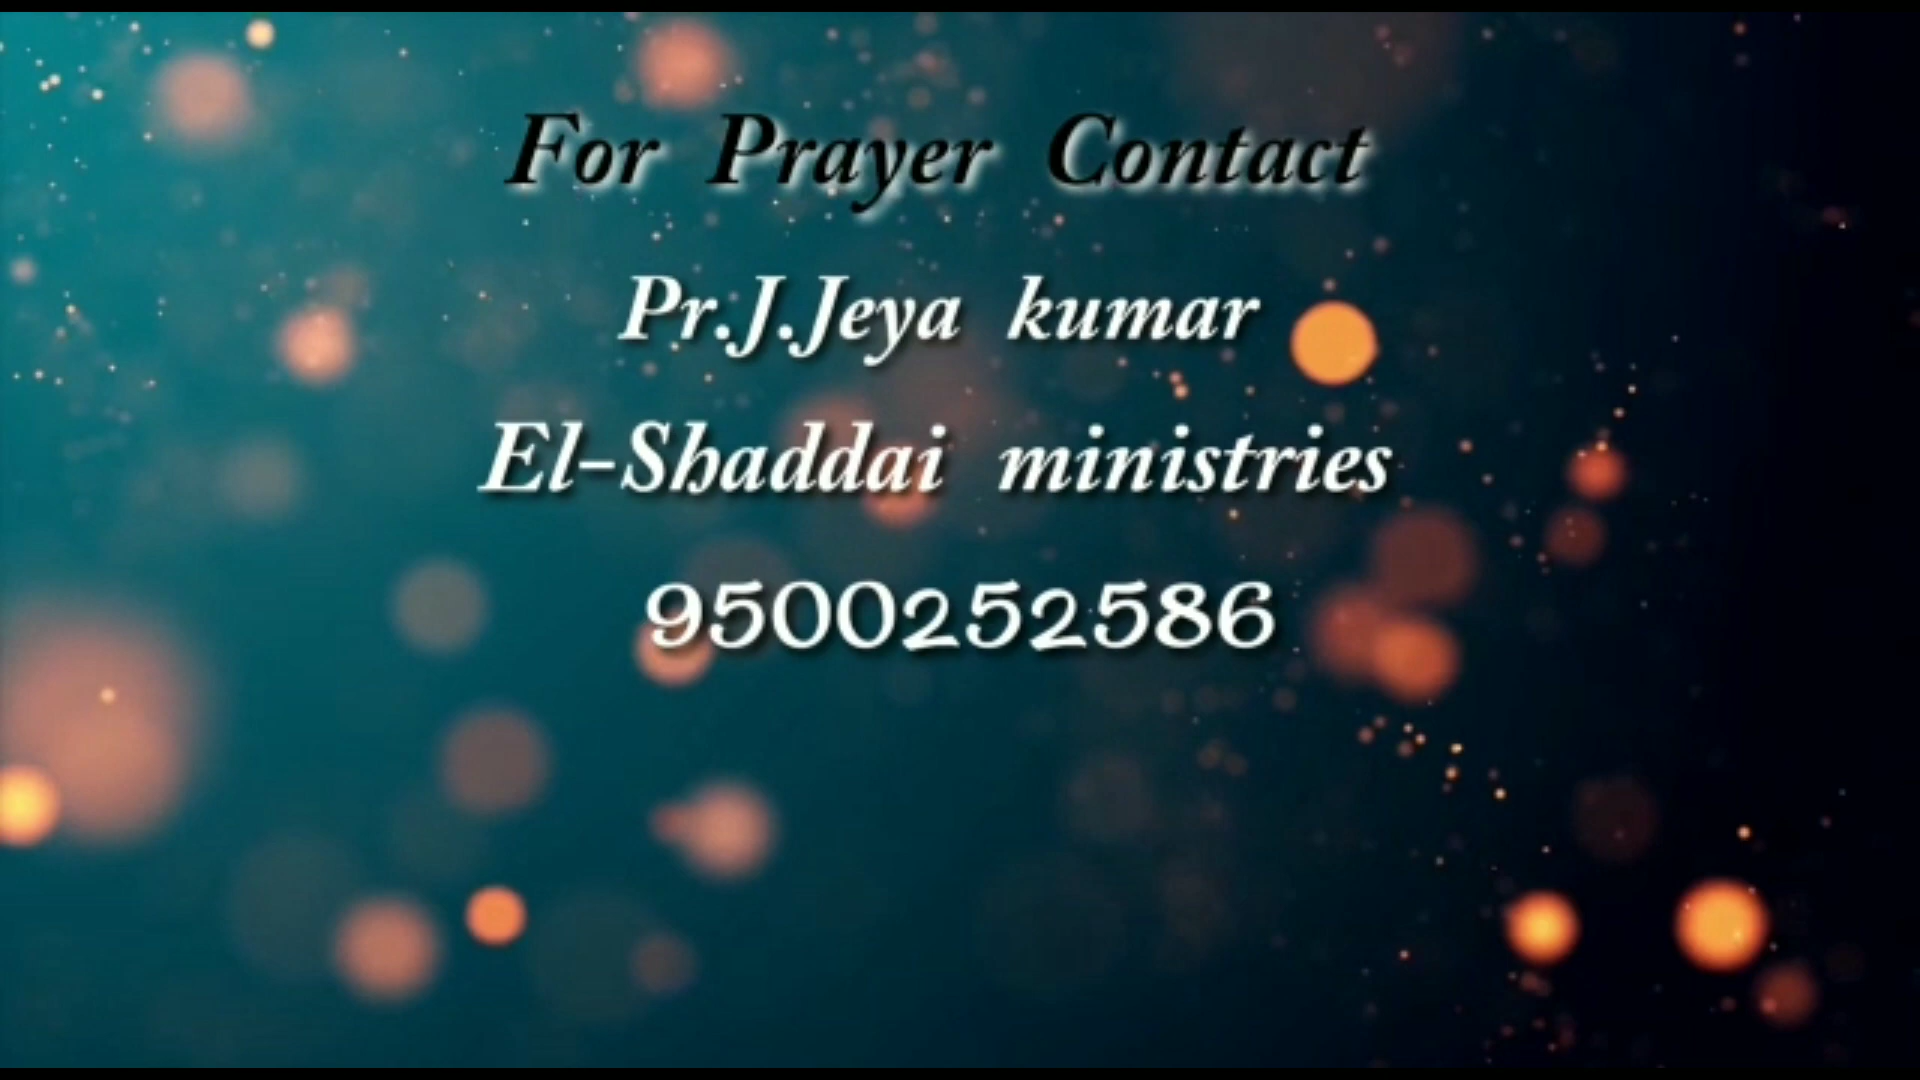 For Prayer Contact
Pr.J.Jeya kumar
El-Shaddai ministries
9500252586